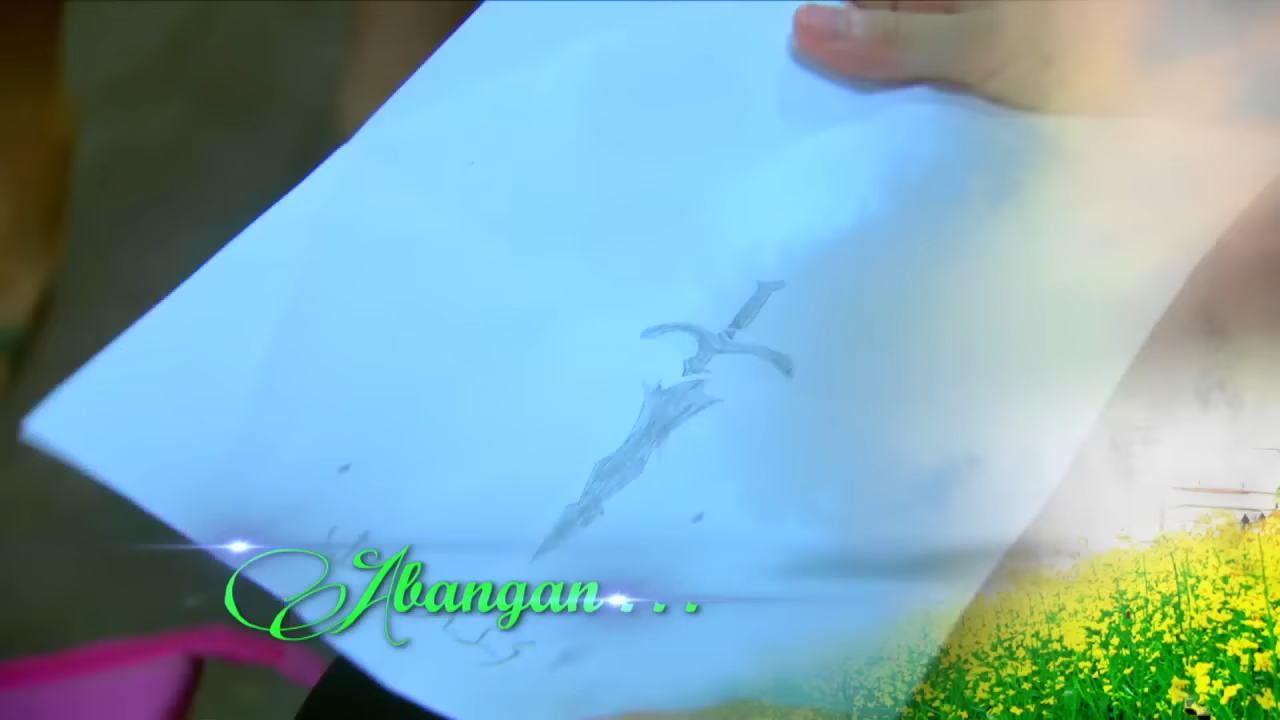 Abangan . . .